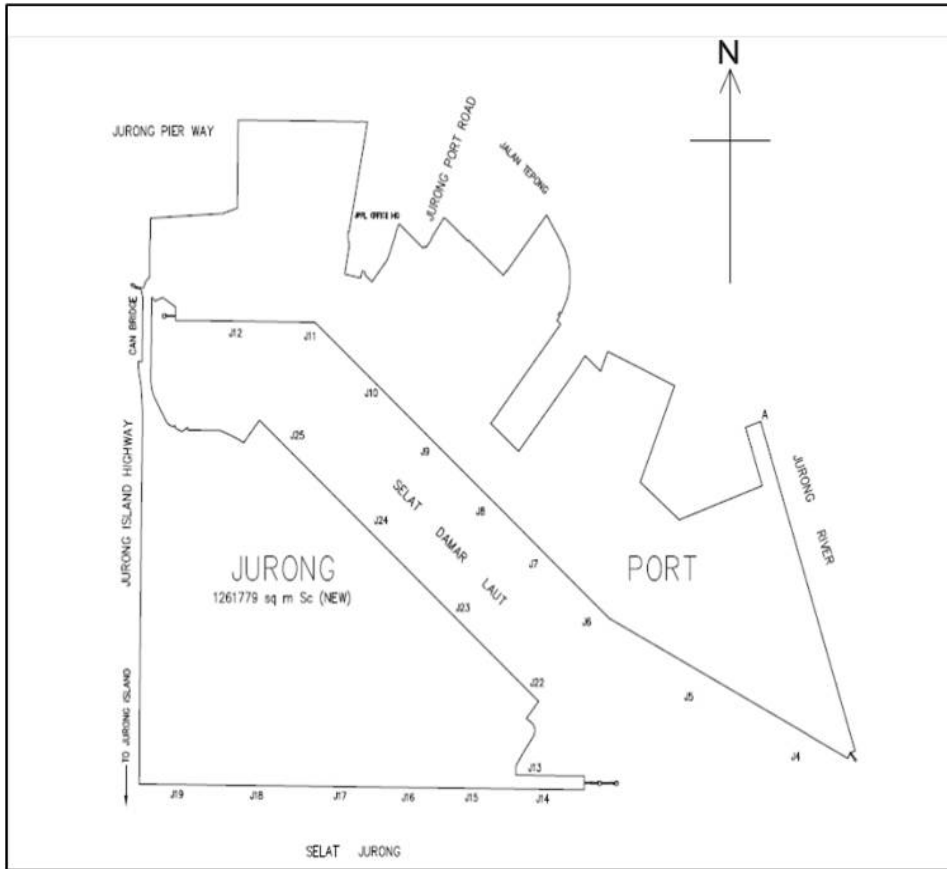 N
JURONG PIER WAY
JURONG PORT ROAD
JALAN TEPONG
CAN BRIDGE
J12
J11
J10
A
JURONG RIVER
J25
J9
JURONG ISLAND HIGHWAY
SELAT DAMAR LAUT
J8
J24
J7
JURONG
PORT
1261779 sq m Sc (NEW)
J23
J6
J22
J5
TO JURONG ISLAND
J4
J13
J19
J18
J17
J16
J15
J14
SELAT JURONG